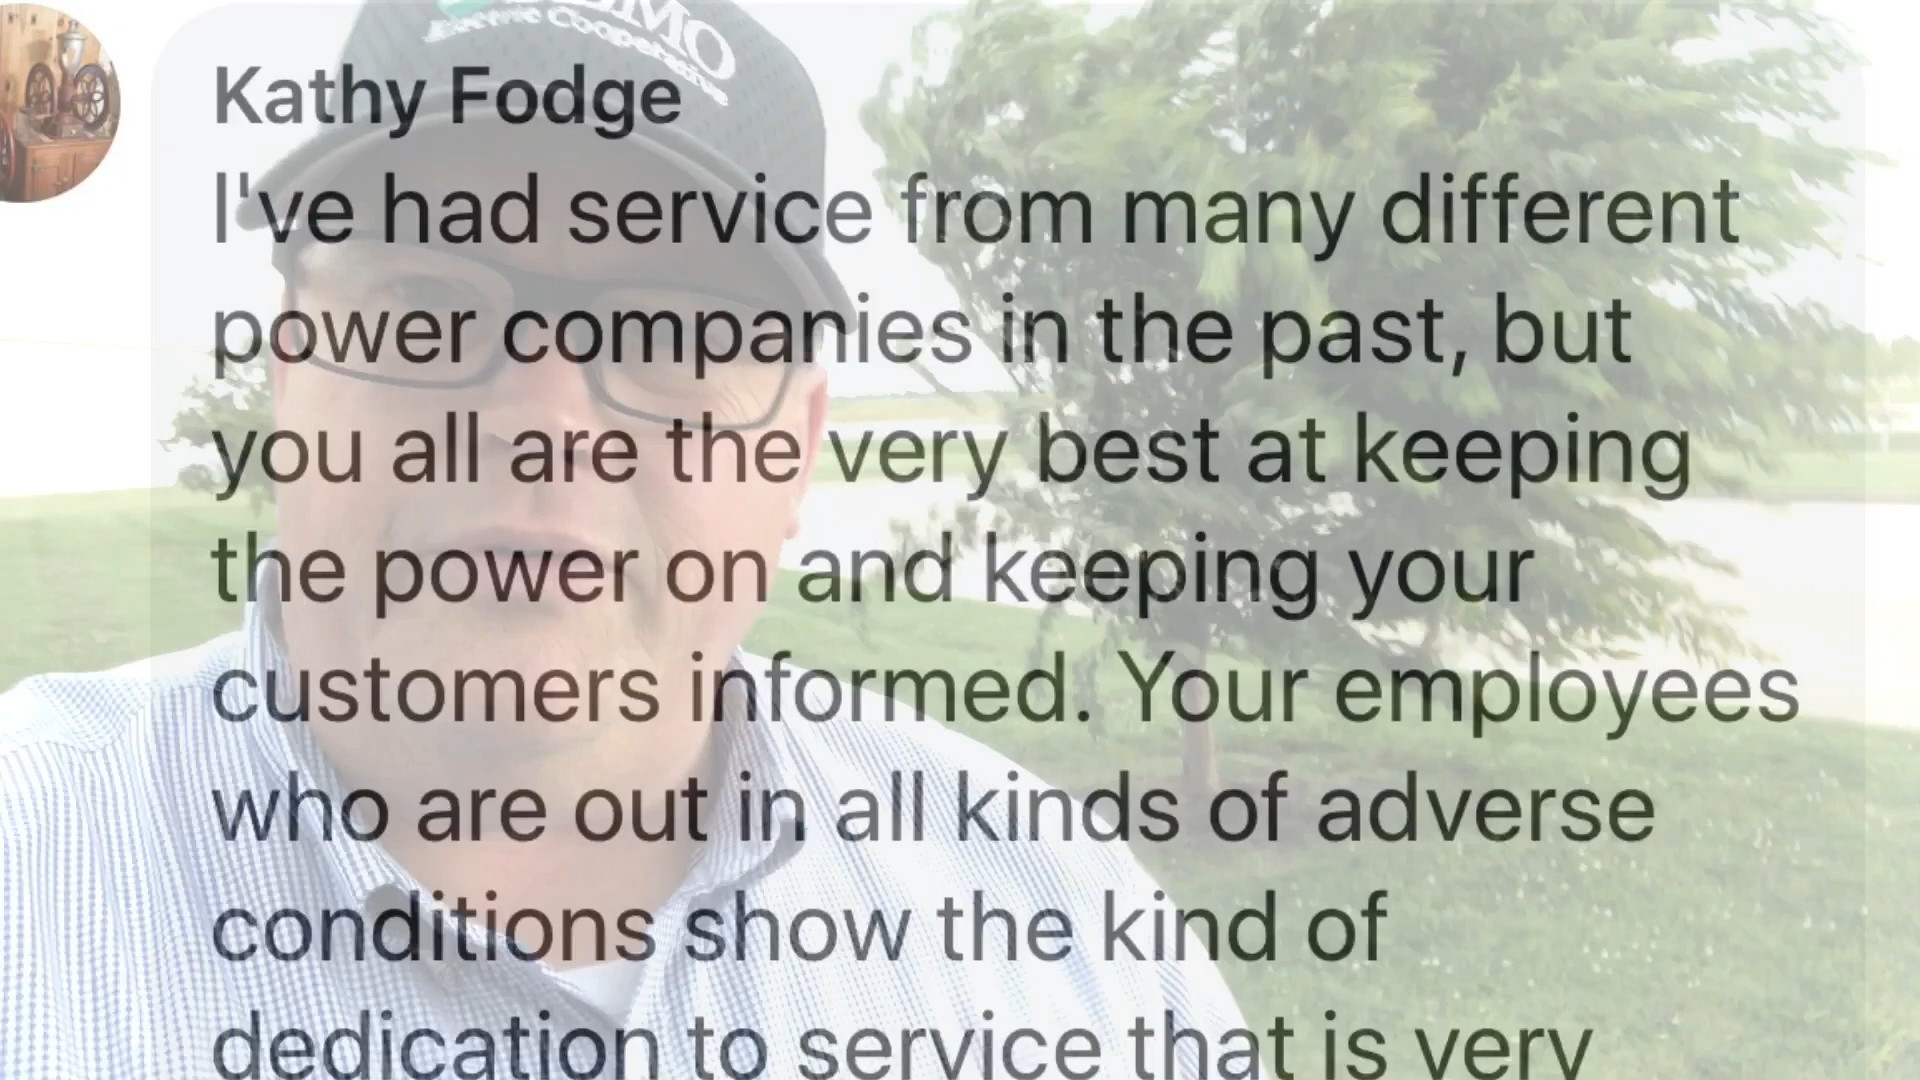 Electric Cooperative
Kathy Fodge
I've had service from many different
power companies in the past, but
you all are the very best at keeping
the power on and keeping your
customers informed. Your employees
who are out in all kinds of adverse
conditions show the kind of
dedication to service that is very